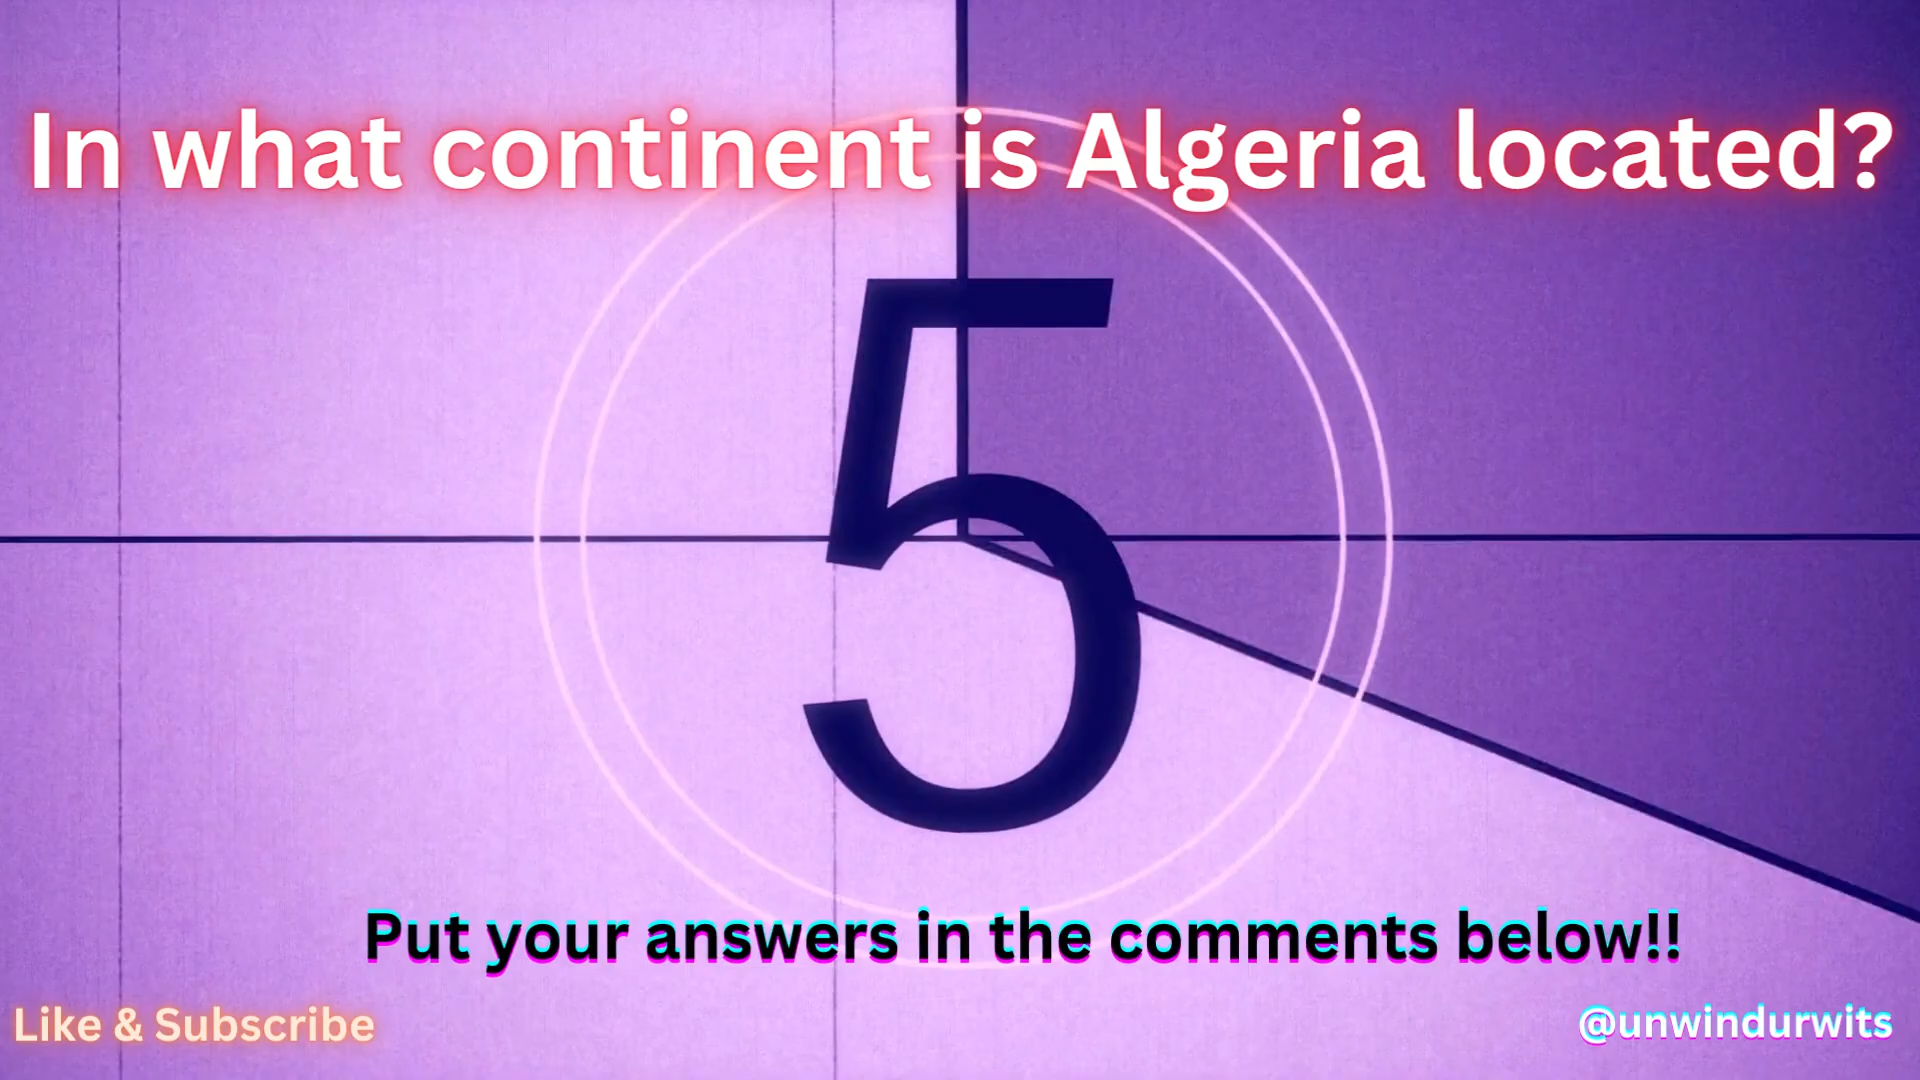 In what continent is Algeria located?
5
Put your answers in the comments below!!
Like & Subscribe
@unwindurwits